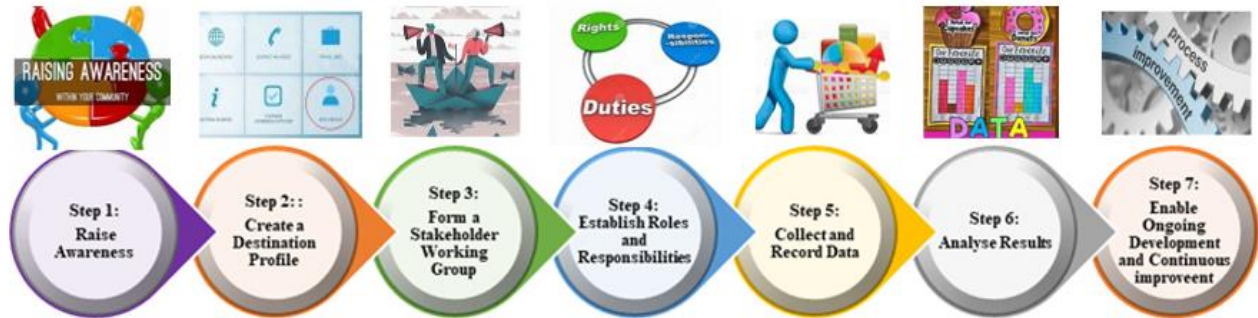 RAISING AWARENESS
WITHIN YOUR COMMUNITY
Rights
Respon-
-sibilities
Duties
DATA
process
improvement
Step 1:
Raise
Awareness
Step 2: :
Create a
Destination
Profile
Step 3:
Form a
Stakeholder
Working
Group
Step 4:
Establish Roles
and
Responsibilities
Step 5:
Collect and
Record Data
Step 6:
Analyse Results
Step 7:
Enable
Ongoing
Development
and Continuous
improveent